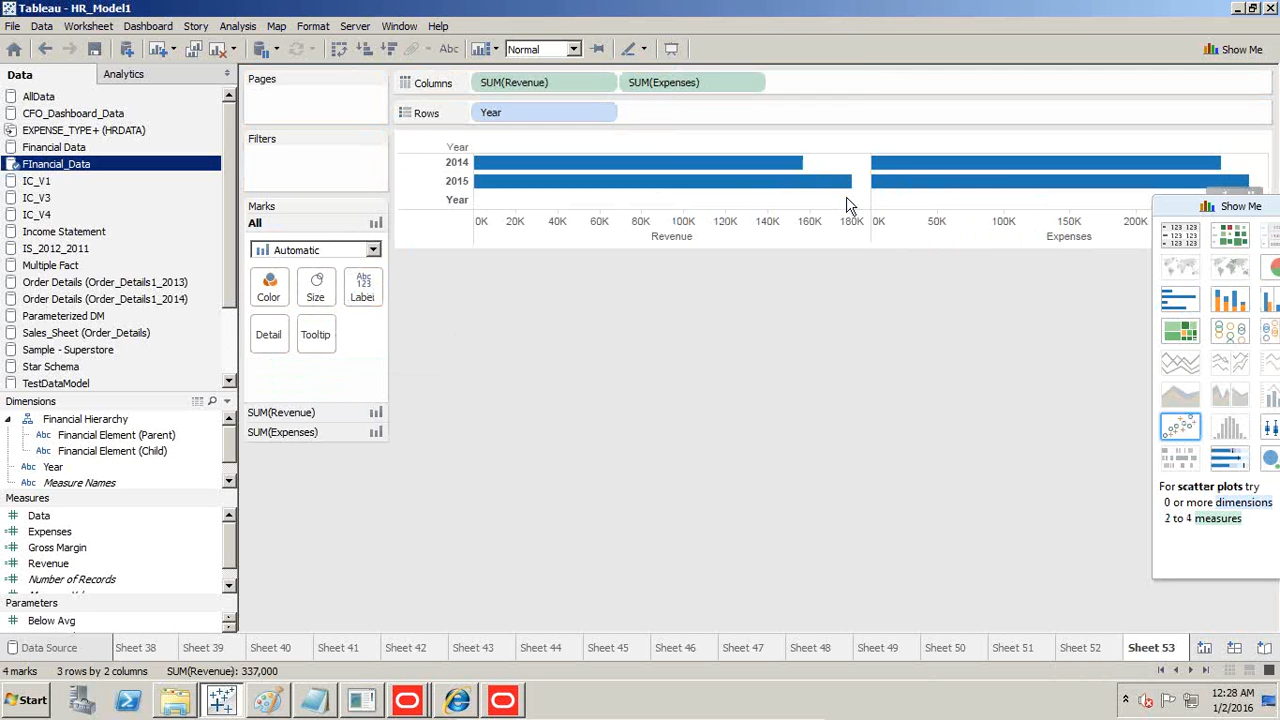 Tableau - HR_Model1
File Data Worksheet Dashboard Story Analysis Map Format Server Window Help
Abc Normal Show Me
Data Analytics
AllData
CFO_Dashboard_Data
EXPENSE_TYPE+ (HRDATA)
Financial Data
FInancial_Data
IC_V1
IC_V3
IC_V4
Income Statement
IS_2012_2011
Multiple Fact
Order Details (Order_Details1_2013)
Order Details (Order_Details1_2014)
Parameterized DM
Sales_Sheet (Order_Details)
Sample - Superstore
Star Schema
TestDataModel
Dimensions
Financial Hierarchy
Abc Financial Element (Parent)
Abc Financial Element (Child)
Abc Year
Abc Measure Names
Measures
Data
Expenses
Gross Margin
Revenue
Number of Records
Parameters
Below Avg
Pages
Filters
Marks
All
Automatic
Color Size Abc 123 Label
Detail Tooltip
SUM(Revenue)
SUM(Expenses)
Columns SUM(Revenue) SUM(Expenses)
Rows Year
Year
2014
2015
Year
0K 20K 40K 60K 80K 100K 120K 140K 160K 180K 0K 50K 100K 150K 200K
Revenue Expenses
Show Me
For scatter plots try
0 or more dimensions
2 to 4 measures
Data Source Sheet 38 Sheet 39 Sheet 40 Sheet 41 Sheet 42 Sheet 43 Sheet 44 Sheet 45 Sheet 46 Sheet 47 Sheet 48 Sheet 49 Sheet 50 Sheet 51 Sheet 52 Sheet 53
4 marks 3 rows by 2 columns SUM(Revenue): 337,000
Start
12:28 AM
1/2/2016